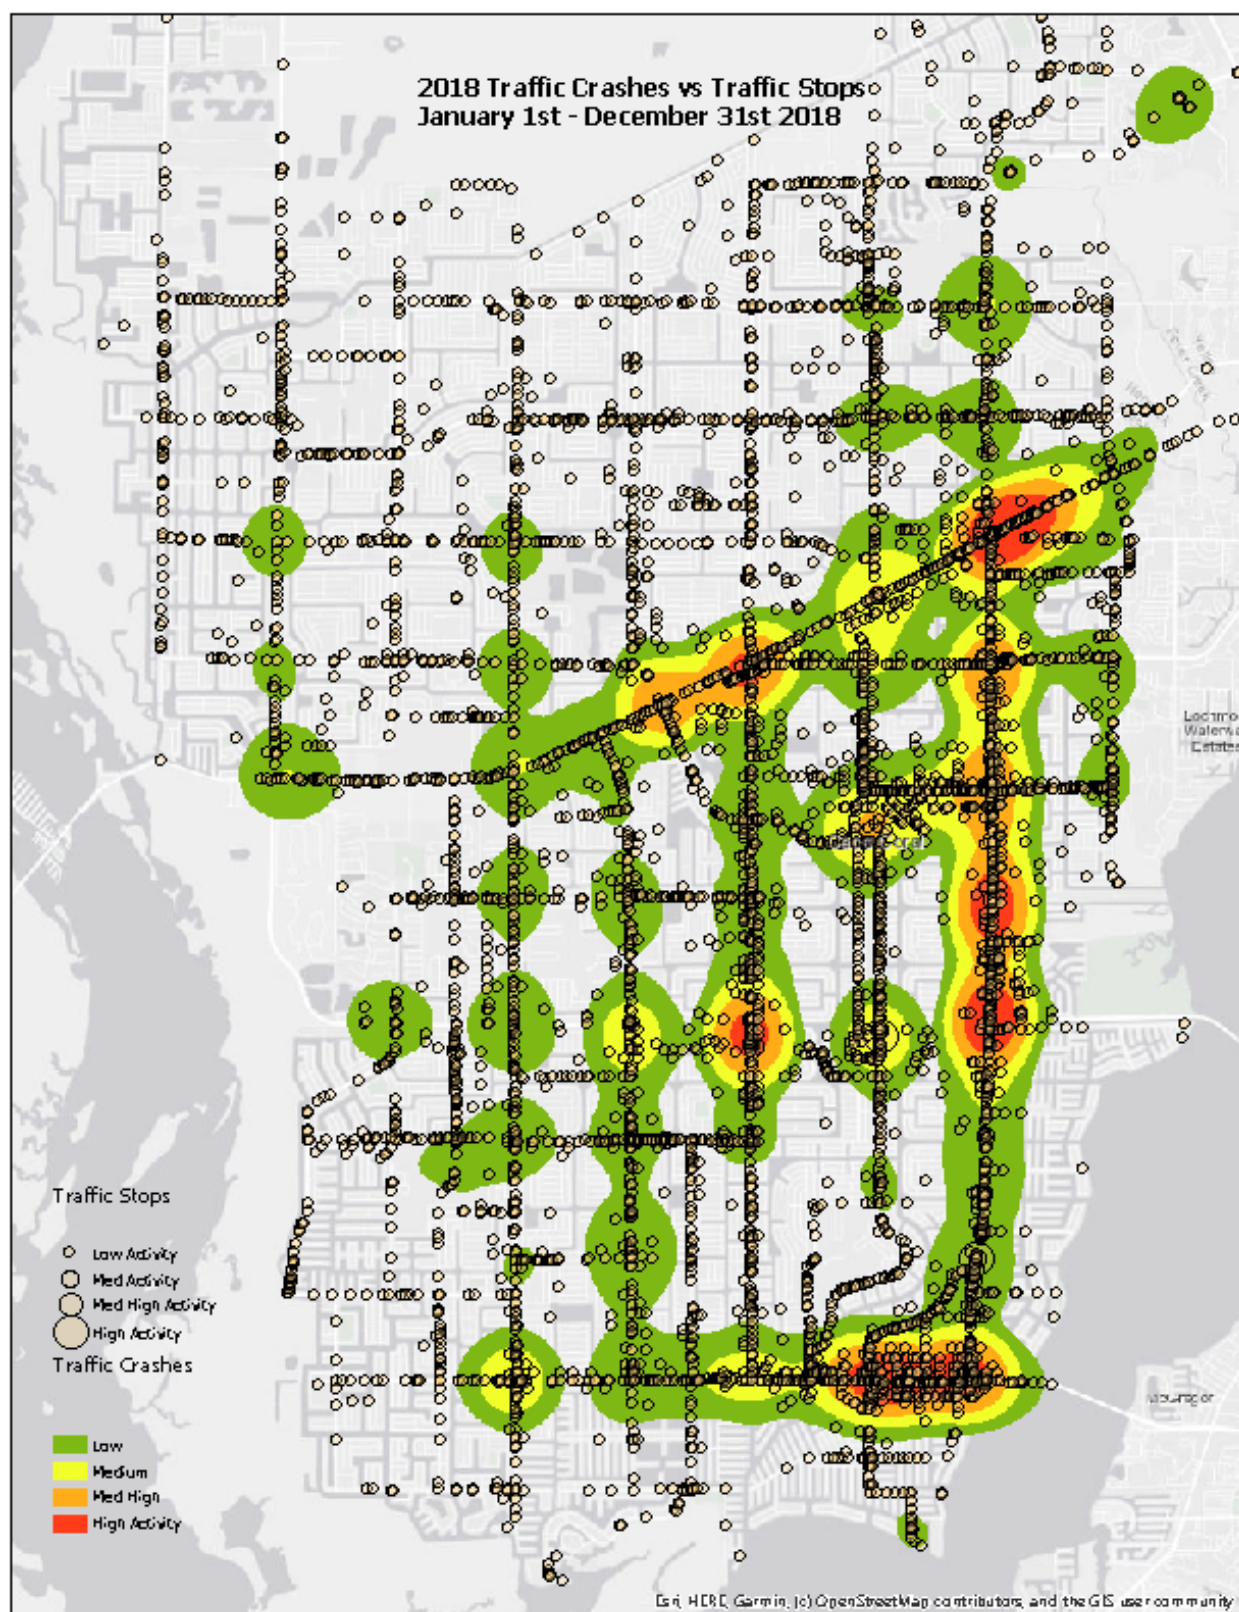 2018 Traffic Crashes vs Traffic Stops
January 1st - December 31st 2018
Estates
Traffic Stops
Low Activity
Med Activity
Med High Activity
High Activity
Traffic Crashes
Low
Medium
Med High
High Activity
McGregor
Esri, HERE, Garmin, (c) OpenStreetMap contributors, and the GIS user community